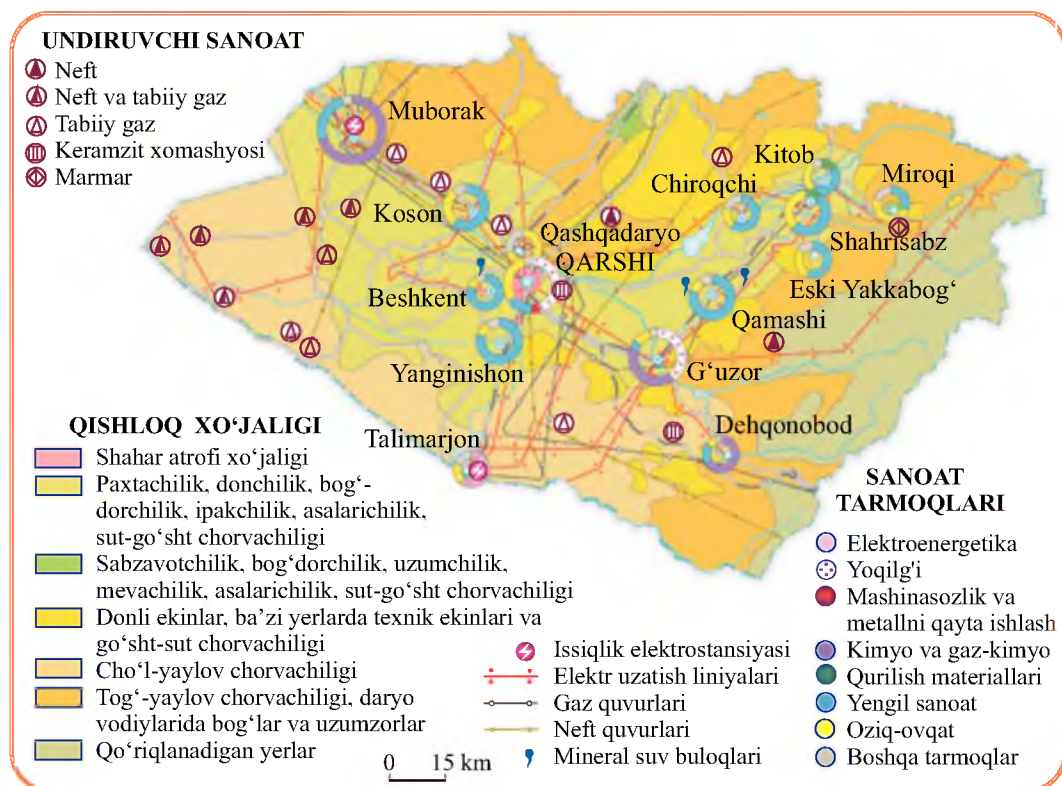 UNDIRUVCHI SANOAT
Neft
Neft va tabiiy gaz
Tabiiy gaz
Keramzit xomashyosi
Marmar
Muborak
Kitob
Miroqi
Chiroqchi
Koson
Qashqadaryo
QARSHI
Shahrisabz
Beshkent
Eski Yakkabog‘
Qamashi
Yanginishon
G‘uzor
Talimarjon
Dehqonobod
QISHLOQ XO‘JALIGI
Shahar atrofi xo‘jaligi
Paxtachilik, donchilik, bog‘-
dorchilik, ipakchilik, asalarichilik,
sut-go‘sht chorvachiligi
Sabzavotchilik, bog‘dorchilik, uzumchilik,
mevachilik, asalarichilik, sut-go‘sht chorvachiligi
Donli ekinlar, ba’zi yerlarda texnik ekinlari va
go‘sht-sut chorvachiligi
Cho‘l-yaylov chorvachiligi
Tog‘-yaylov chorvachiligi, daryo
vodiylarida bog‘lar va uzumzorlar
Qo‘riqlanadigan yerlar
0 15 km
Issiqlik elektrostansiyasi
Elektr uzatish liniyalari
Gaz quvurlari
Neft quvurlari
Mineral suv buloqlari
SANOAT
TARMOQLARI
Elektroenergetika
Yoqilg'i
Mashinasozlik va
metallni qayta ishlash
Kimyo va gaz-kimyo
Qurilish materiallari
Yengil sanoat
Oziq-ovqat
Boshqa tarmoqlar